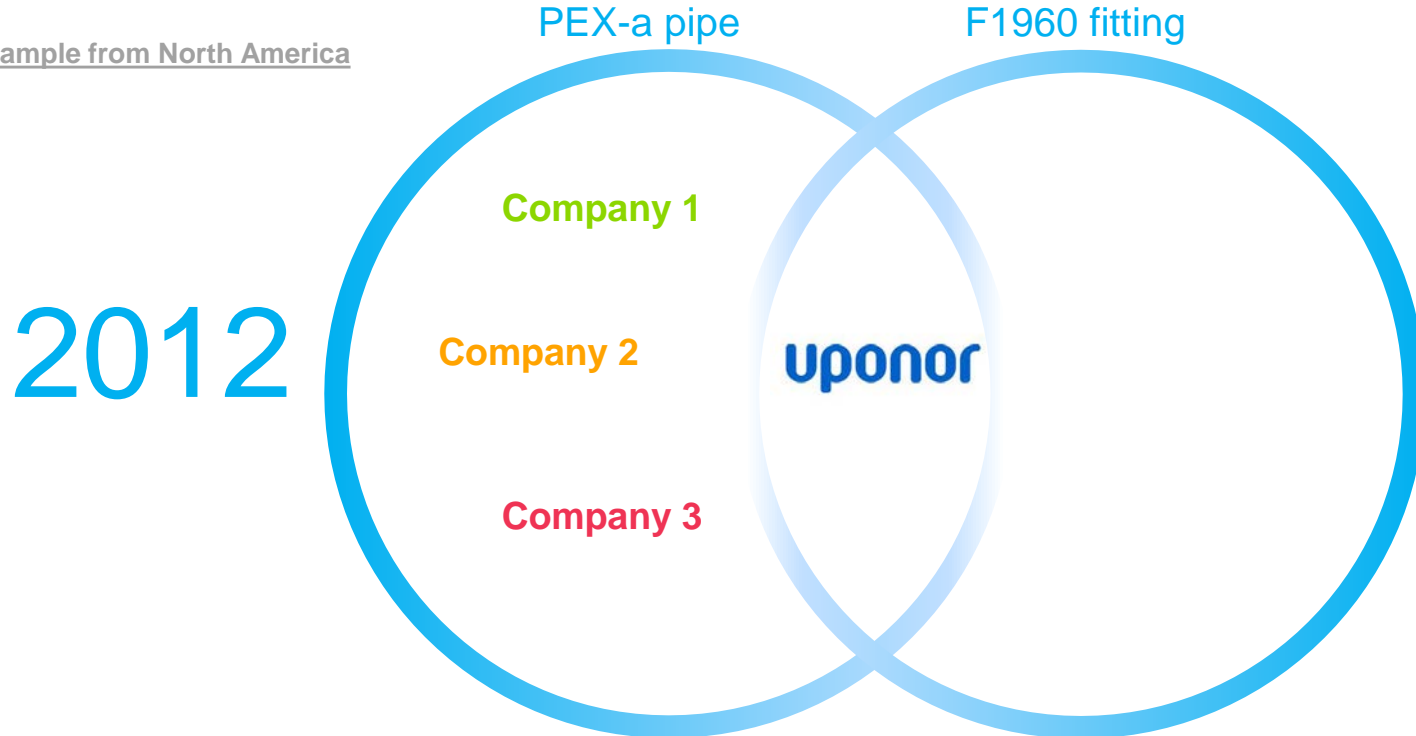 PEX-a pipe
F1960 fitting
ample from North America
Company 1
2012
Company 2
uponor
Company 3